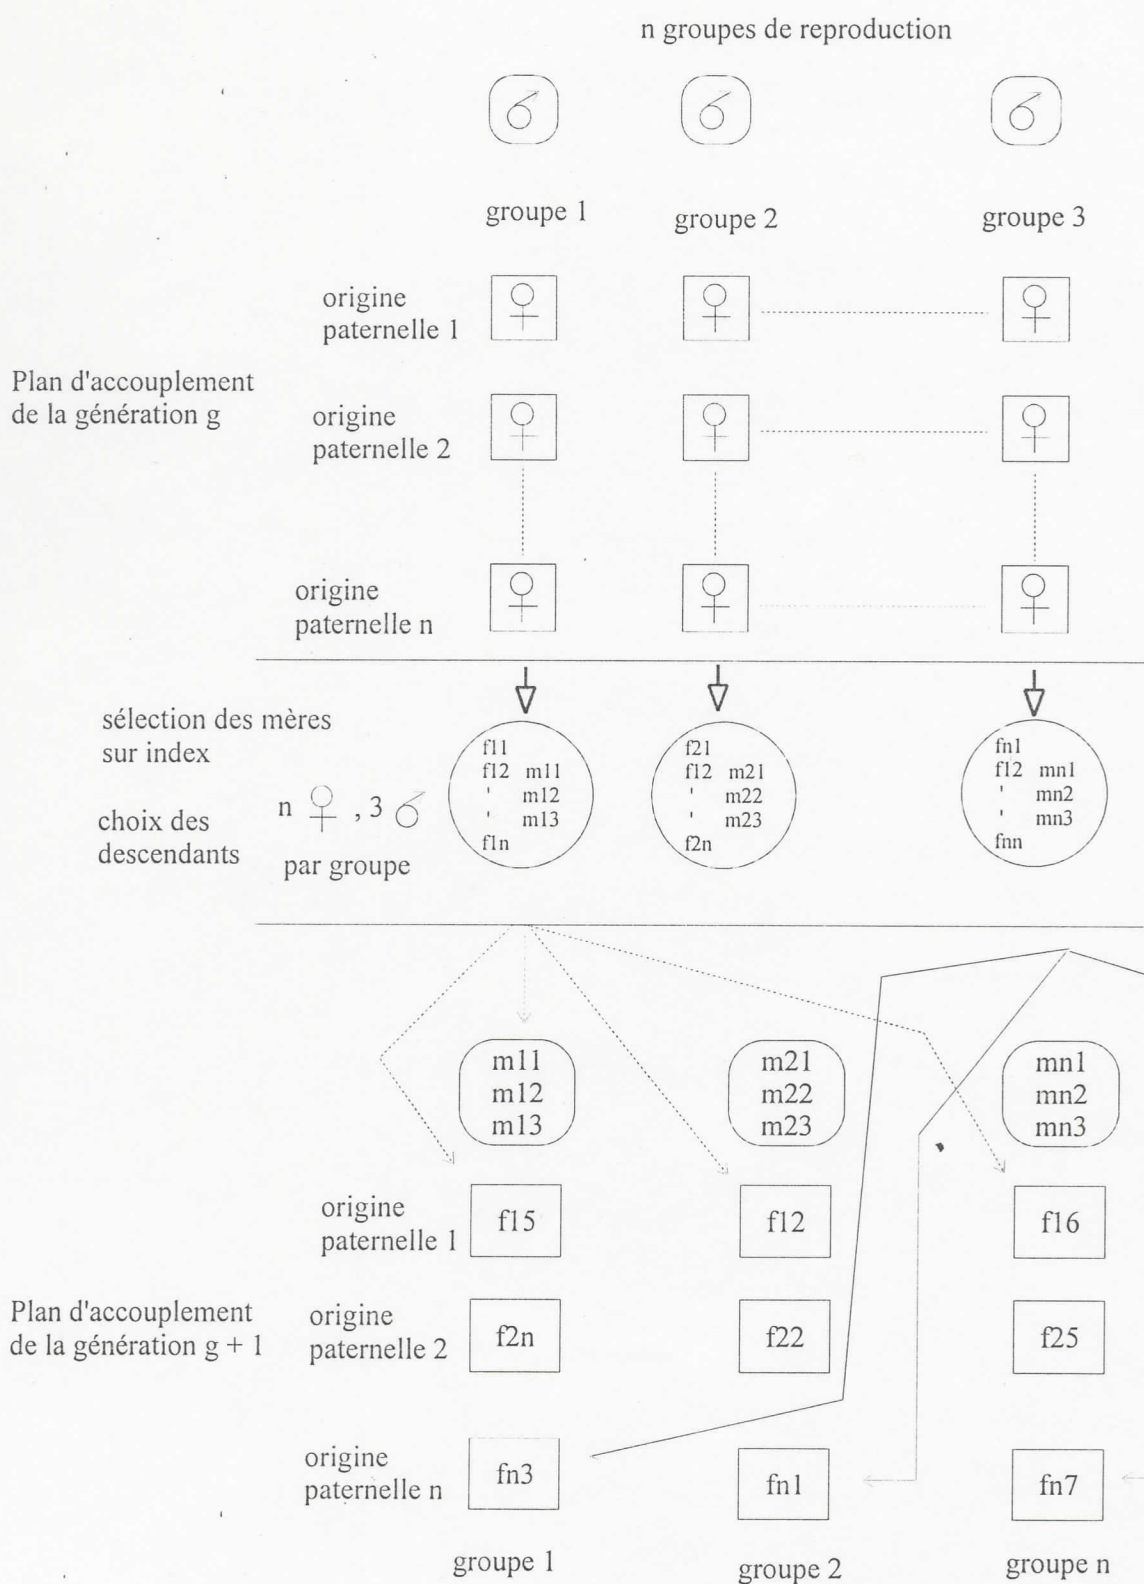 n groupes de reproduction
groupe 1
groupe 2
groupe 3
origine
paternelle 1
Plan d'accouplement
de la génération g
origine
paternelle 2
origine
paternelle n
sélection des mères
sur index
choix des
descendants
n ♀ , 3 ♂
par groupe
f11
f12 m11
' m12
' m13
f1n
f21
f12 m21
' m22
' m23
f2n
fn1
f12 mn1
' mn2
' mn3
fnn
m11
m12
m13
m21
m22
m23
mn1
mn2
mn3
origine
paternelle 1
f15
f12
f16
Plan d'accouplement
de la génération g + 1
origine
paternelle 2
f2n
f22
f25
origine
paternelle n
fn3
fn1
fn7
groupe 1
groupe 2
groupe n